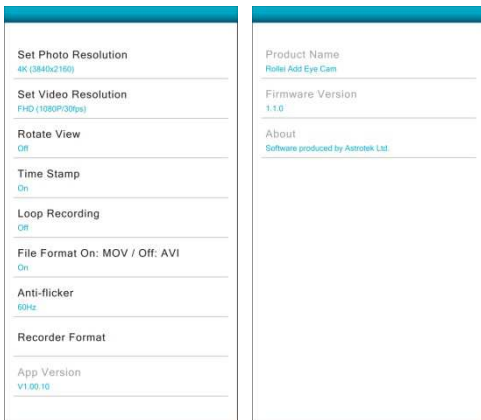 Set Photo Resolution
4K (3840x2160)
Set Video Resolution
FHD (1080P/30fps)
Rotate View
Off
Time Stamp
On
Loop Recording
Off
File Format On: MOV / Off: AVI
On
Anti-flicker
60Hz
Recorder Format
App Version
V1.00.10
Product Name
Rollei Add Eye Cam
Firmware Version
1.1.0
About
Software produced by Astrotek Ltd.